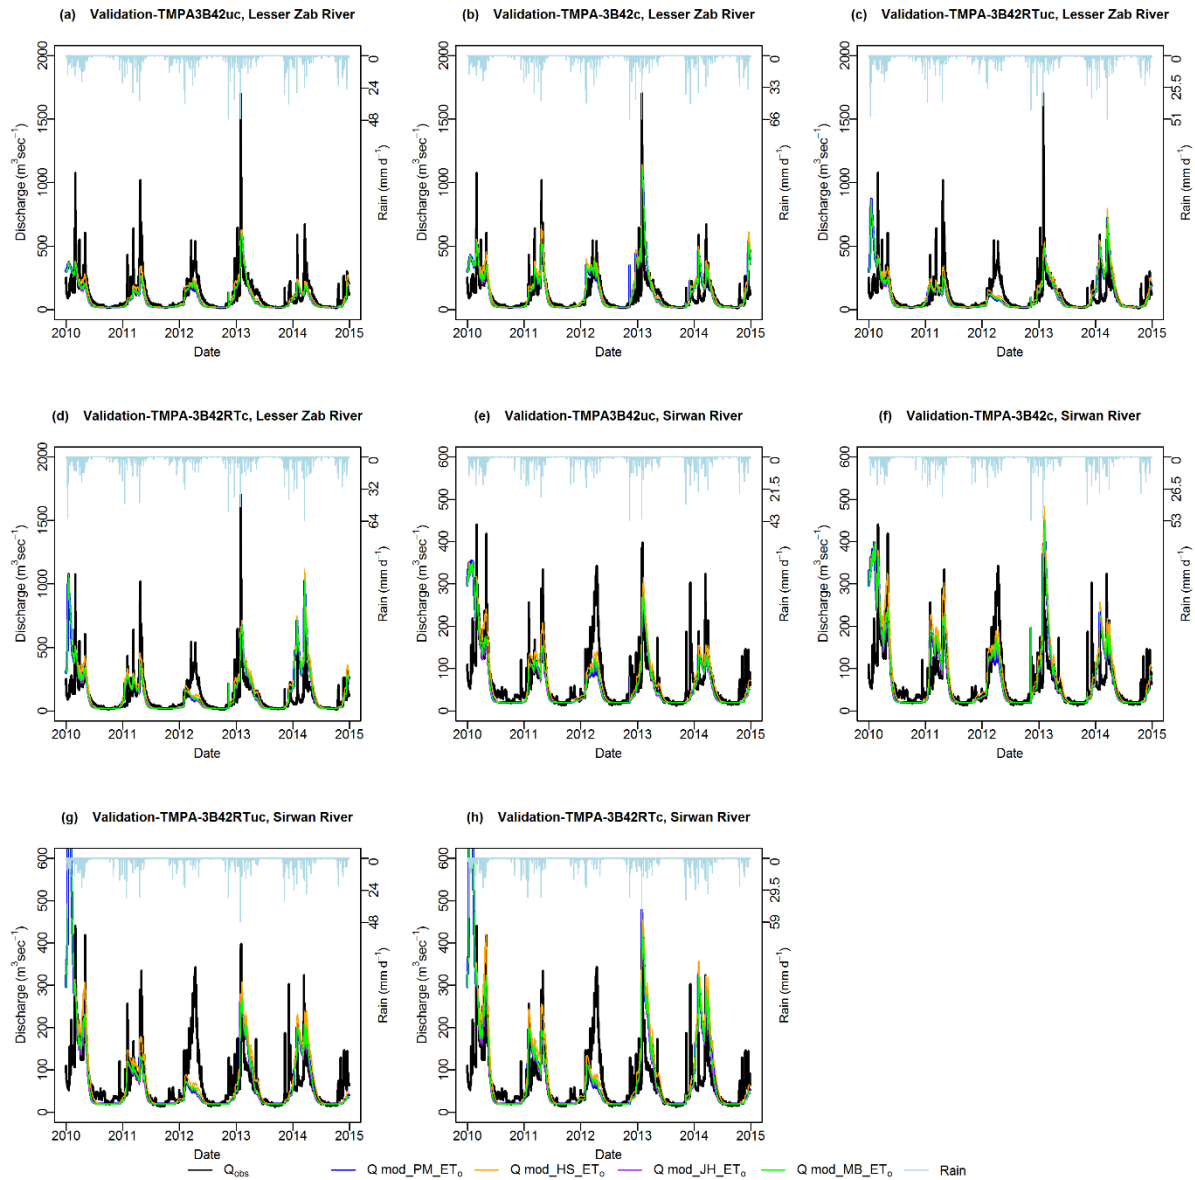 (a) Validation-TMPA3B42uc, Lesser Zab River
(b) Validation-TMPA-3B42c, Lesser Zab River
(c) Validation-TMPA-3B42RTuc, Lesser Zab River
Discharge (m³sec⁻¹)
0 500 1000 1500 2000
Rain (mm d⁻¹)
0 24 48
2010 2011 2012 2013 2014 2015
Date
Discharge (m³sec⁻¹)
0 500 1000 1500 2000
Rain (mm d⁻¹)
0 33 66
2010 2011 2012 2013 2014 2015
Date
Discharge (m³sec⁻¹)
0 500 1000 1500 2000
Rain (mm d⁻¹)
0 25.5 51
2010 2011 2012 2013 2014 2015
Date
(d) Validation-TMPA-3B42RTc, Lesser Zab River
(e) Validation-TMPA3B42uc, Sirwan River
(f) Validation-TMPA-3B42c, Sirwan River
Discharge (m³sec⁻¹)
0 500 1000 1500 2000
Rain (mm d⁻¹)
0 32 64
2010 2011 2012 2013 2014 2015
Date
Discharge (m³sec⁻¹)
0 100 200 300 400 500 600
Rain (mm d⁻¹)
0 21.5 43
2010 2011 2012 2013 2014 2015
Date
Discharge (m³sec⁻¹)
0 100 200 300 400 500 600
Rain (mm d⁻¹)
0 26.5 53
2010 2011 2012 2013 2014 2015
Date
(g) Validation-TMPA-3B42RTuc, Sirwan River
(h) Validation-TMPA-3B42RTc, Sirwan River
Discharge (m³sec⁻¹)
0 100 200 300 400 500 600
Rain (mm d⁻¹)
0 24 48
2010 2011 2012 2013 2014 2015
Date
Discharge (m³sec⁻¹)
0 100 200 300 400 500 600
Rain (mm d⁻¹)
0 29.5 59
2010 2011 2012 2013 2014 2015
Date
Qobs Q mod_PM_ETo Q mod_HS_ETo Q mod_JH_ETo Q mod_MB_ETo Rain